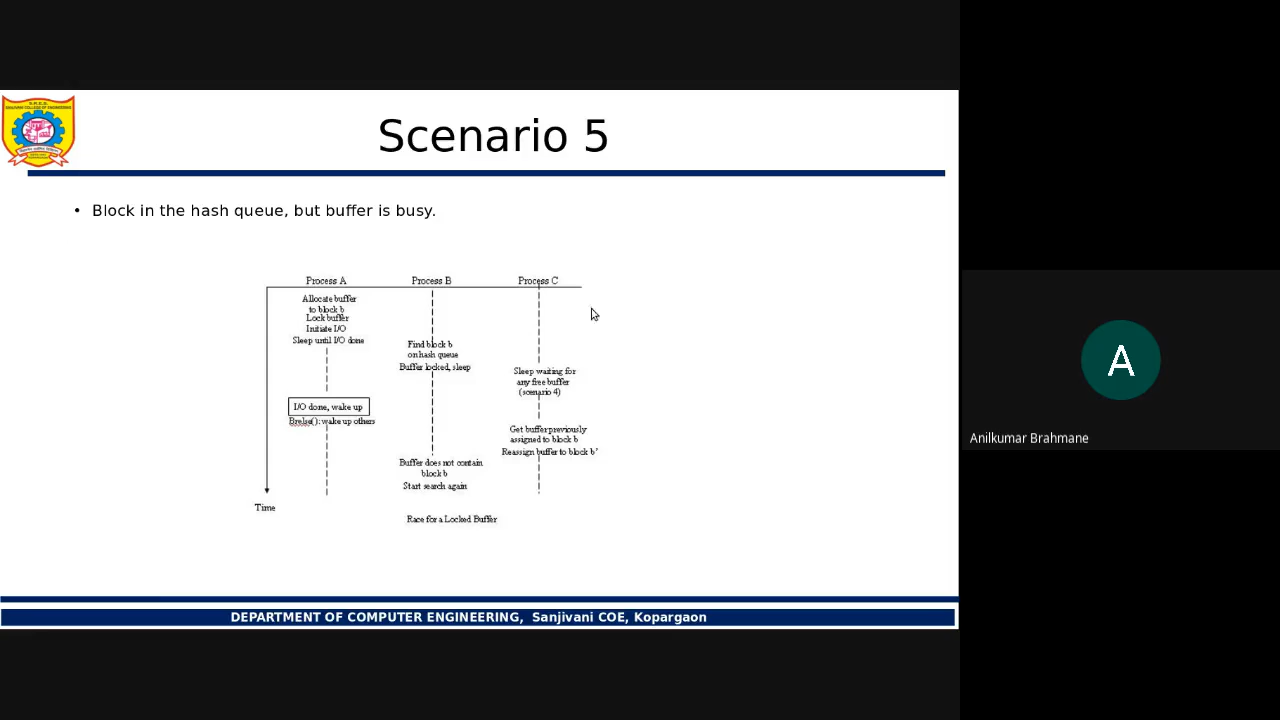 Scenario 5
• Block in the hash queue, but buffer is busy.
Process A
Process B
Process C
Allocate buffer
to block b
Lock buffer
Initiate I/O
Sleep until I/O done
Find block b
on hash queue
Buffer locked, sleep
Sleep waiting for
any free buffer
(scenario 4)
I/O done, wake up
Brelse(): wake up others
Get buffer previously
assigned to block b
Reassign buffer to block b'
Buffer does not contain
block b
Start search again
Time
Race for a Locked Buffer
DEPARTMENT OF COMPUTER ENGINEERING, Sanjivani COE, Kopargaon
A
Anilkumar Brahmane